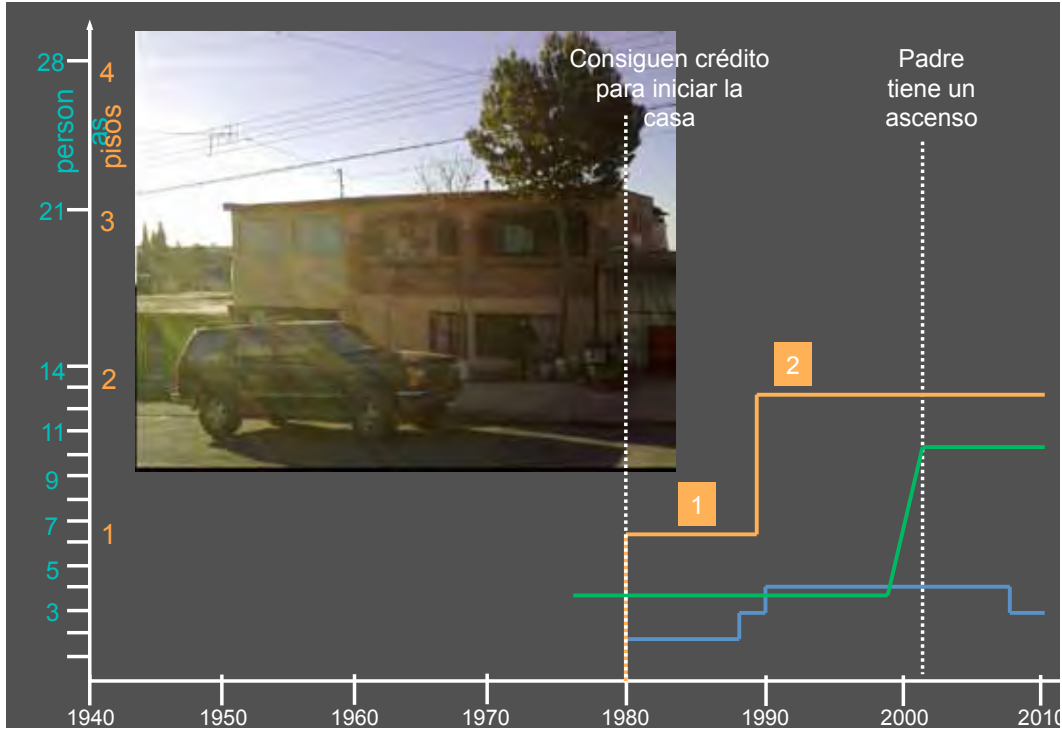 28
21
14
11
9
7
5
3
person
as
4
3
2
1
pisos
Consiguen crédito
para iniciar la
casa
Padre
tiene un
ascenso
2
1
1940 1950 1960 1970 1980 1990 2000 2010